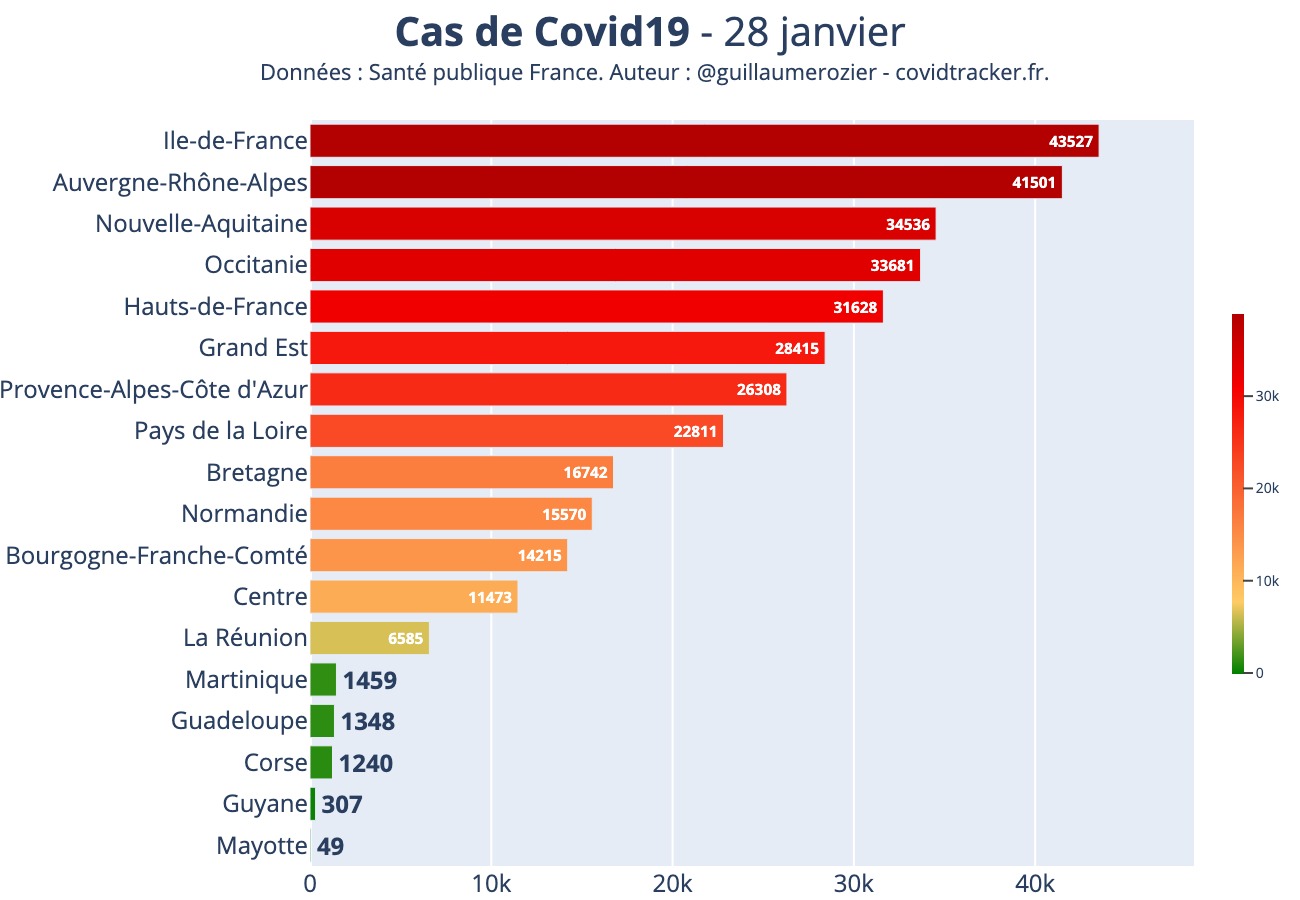 Cas de Covid19 - 28 janvier
Données : Santé publique France. Auteur : @guillaumerozier - covidtracker.fr.
Ile-de-France 43527
Auvergne-Rhône-Alpes 41501
Nouvelle-Aquitaine 34536
Occitanie 33681
Hauts-de-France 31628
Grand Est 28415
Provence-Alpes-Côte d'Azur 26308
Pays de la Loire 22811
Bretagne 16742
Normandie 15570
Bourgogne-Franche-Comté 14215
Centre 11473
La Réunion 6585
Martinique 1459
Guadeloupe 1348
Corse 1240
Guyane 307
Mayotte 49
0 10k 20k 30k 40k
30k
20k
10k
0